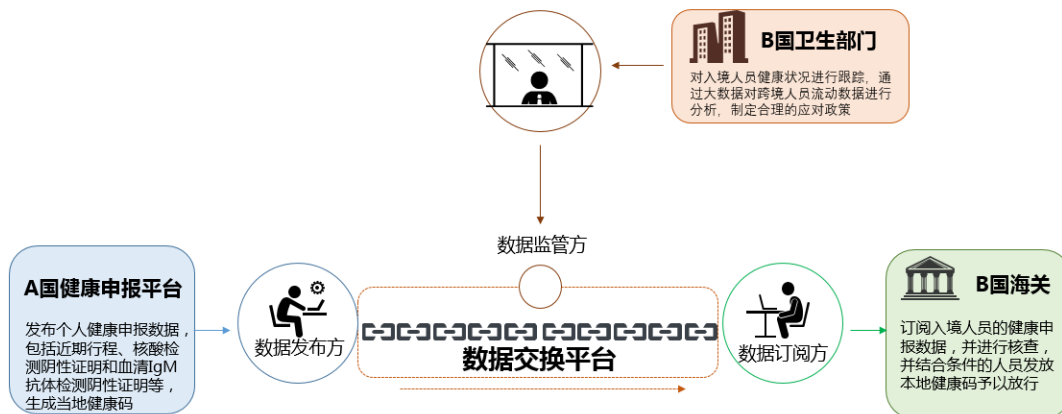 B国卫生部门
对入境人员健康状况进行跟踪，通
过大数据对跨境人员流动数据进行
分析，制定合理的应对政策
数据监管方
A国健康申报平台
发布个人健康申报数据，
包括近期行程、核酸检
测阴性证明和血清IgM
抗体检测阴性证明等，
生成当地健康码
数据发布方
数据交换平台
数据订阅方
B国海关
订阅入境人员的健康申
报数据，并进行核查，
并结合条件的人员发放
本地健康码予以放行